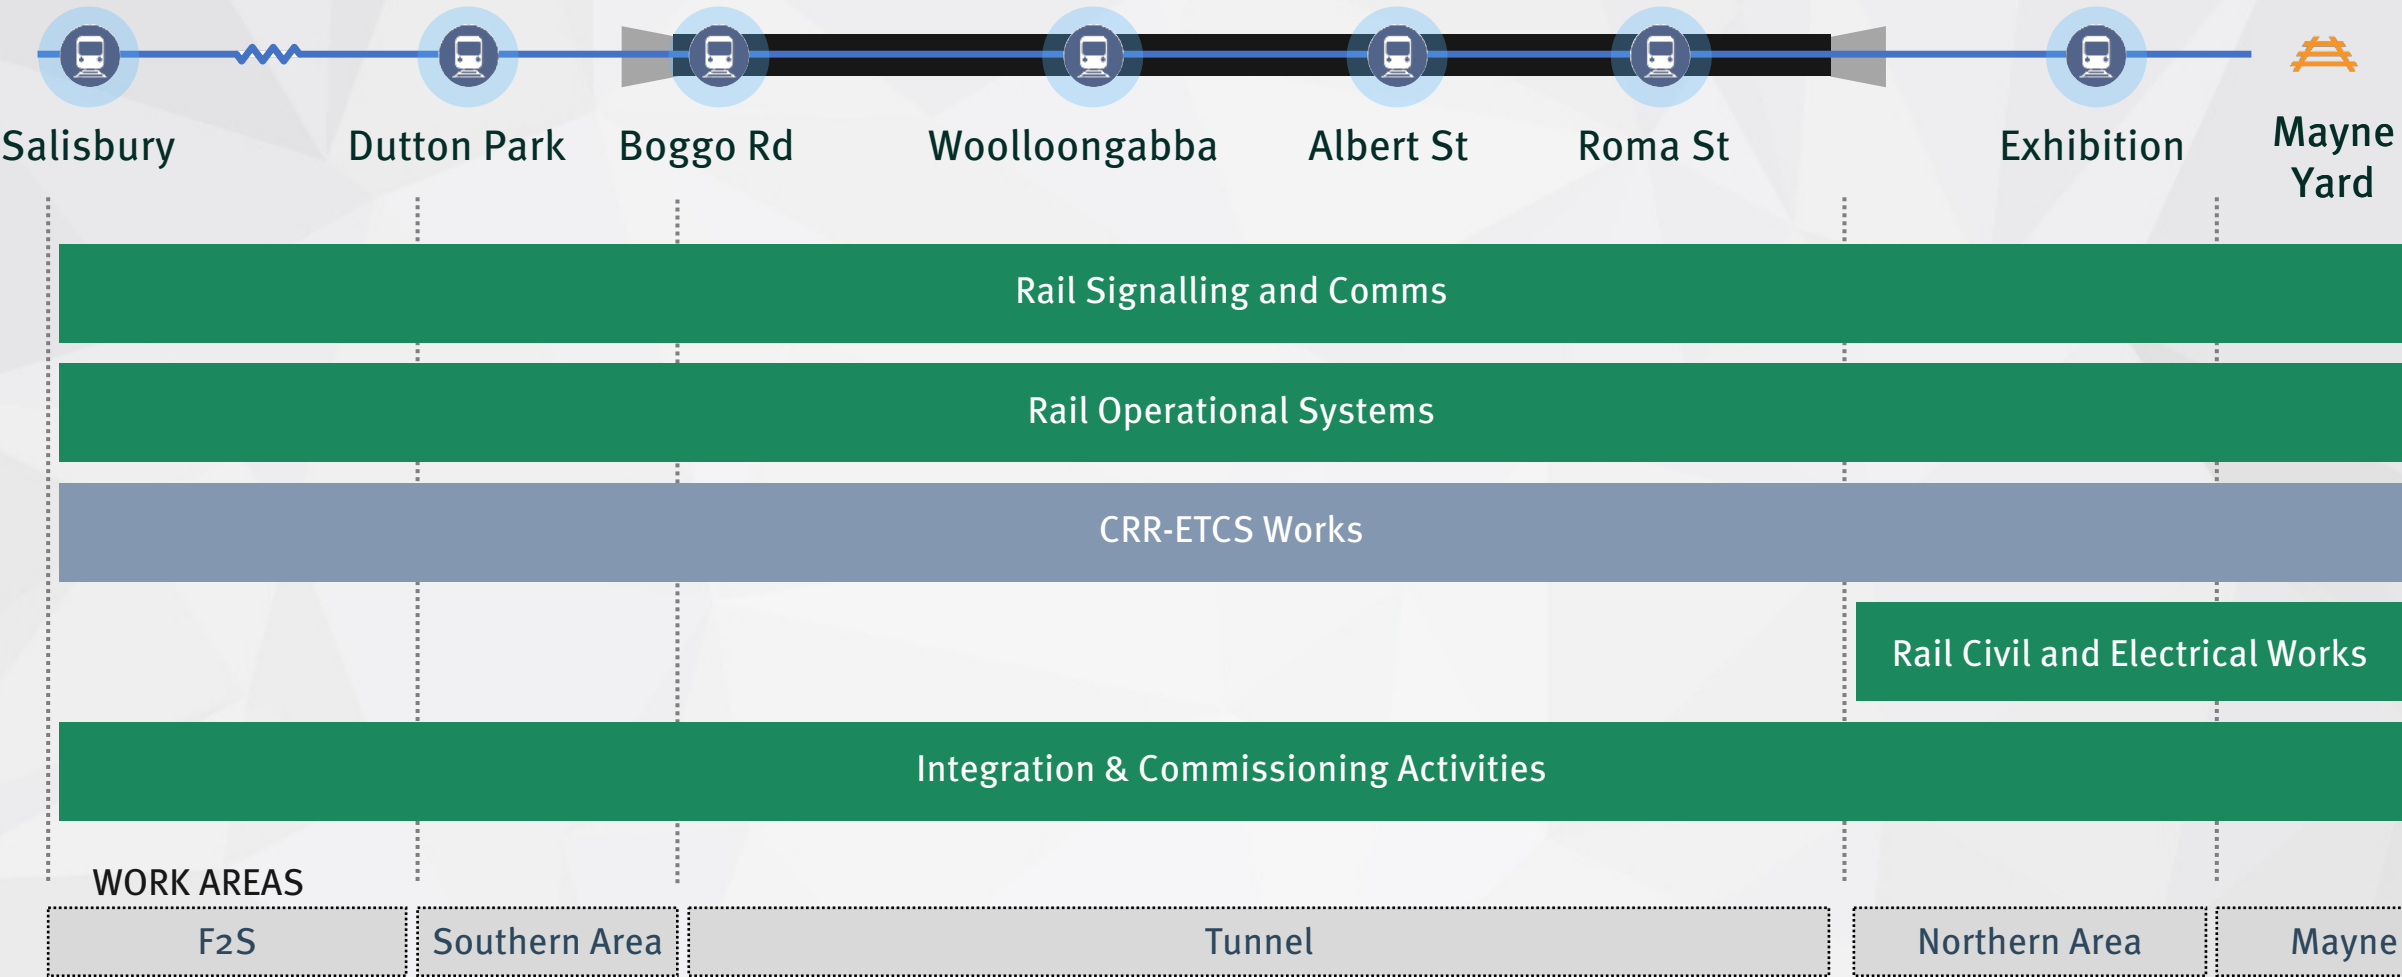 Salisbury
Dutton Park
Boggo Rd
Woolloongabba
Albert St
Roma St
Exhibition
Mayne
Yard
Rail Signalling and Comms
Rail Operational Systems
CRR-ETCS Works
Rail Civil and Electrical Works
Integration & Commissioning Activities
WORK AREAS
F2S
Southern Area
Tunnel
Northern Area
Mayne